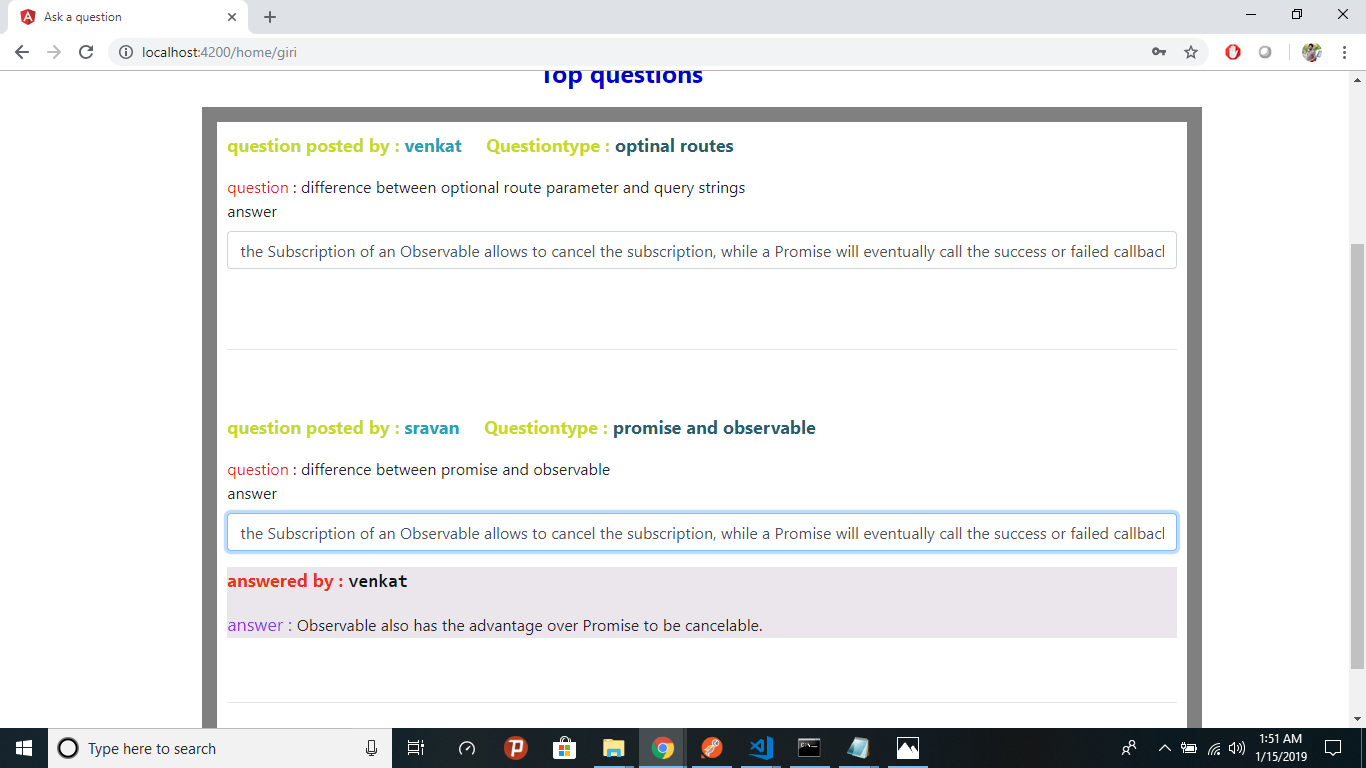 Ask a question
localhost:4200/home/giri
Top questions
question posted by : venkat Questiontype : optinal routes
question : difference between optional route parameter and query strings
answer
the Subscription of an Observable allows to cancel the subscription, while a Promise will eventually call the success or failed callbacl
question posted by : sravan Questiontype : promise and observable
question : difference between promise and observable
answer
the Subscription of an Observable allows to cancel the subscription, while a Promise will eventually call the success or failed callbacl
answered by : venkat
answer : Observable also has the advantage over Promise to be cancelable.
Type here to search
1:51 AM
1/15/2019